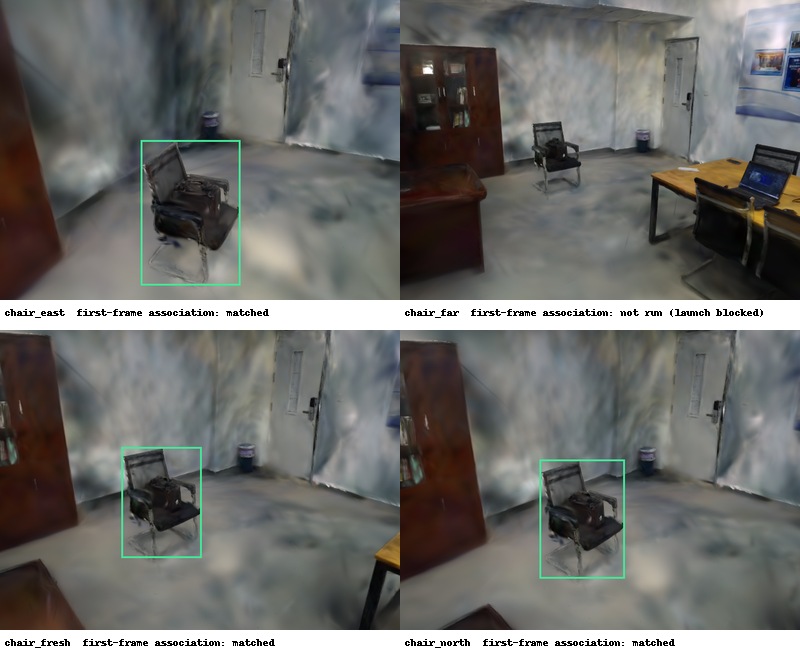 chair_east first-frame association: matched
chair_far first-frame association: not run (launch blocked)
chair_fresh first-frame association: matched
chair_north first-frame association: matched